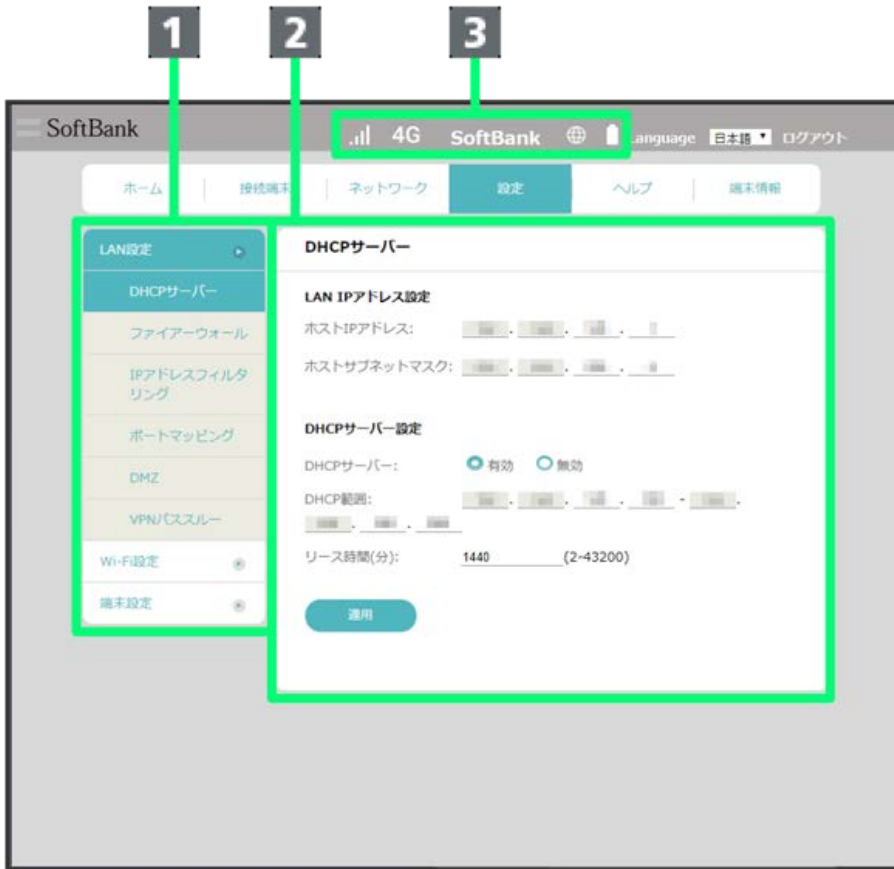 1 2 3
SoftBank
4G SoftBank Language 日本語 ログアウト
ホーム 接続端末 ネットワーク 設定 ヘルプ 端末情報
LAN設定
DHCPサーバー
ファイアーウォール
IPアドレスフィルタ
リング
ポートマッピング
DMZ
VPNパススルー
Wi-Fi設定
端末設定
DHCPサーバー
LAN IPアドレス設定
ホストIPアドレス:
ホストサブネットマスク:
DHCPサーバー設定
DHCPサーバー: 有効 無効
DHCP範囲: -
リース時間(分): 1440 (2-43200)
適用